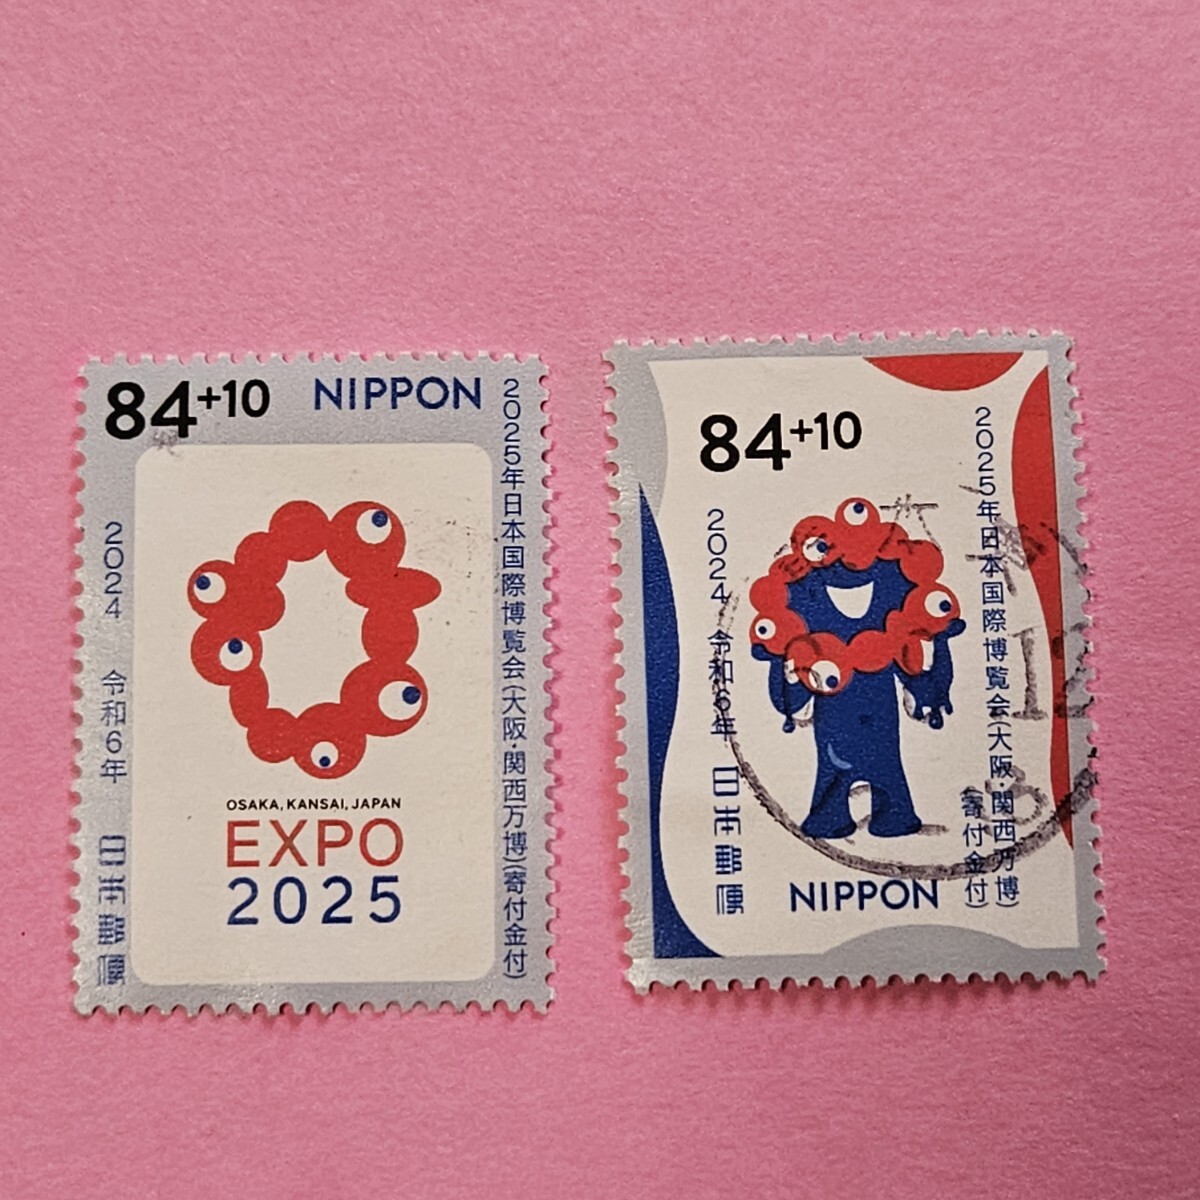 84+10 NIPPON
2025年日本国際博覧会(大阪・関西万博)(寄付金付)
2024 令和6年 日本郵便
OSAKA, KANSAI, JAPAN
EXPO
2025
84+10
2025年日本国際博覧会(大阪・関西万博)
(寄付金付)
2024 令和6年 日本郵便
NIPPON
12